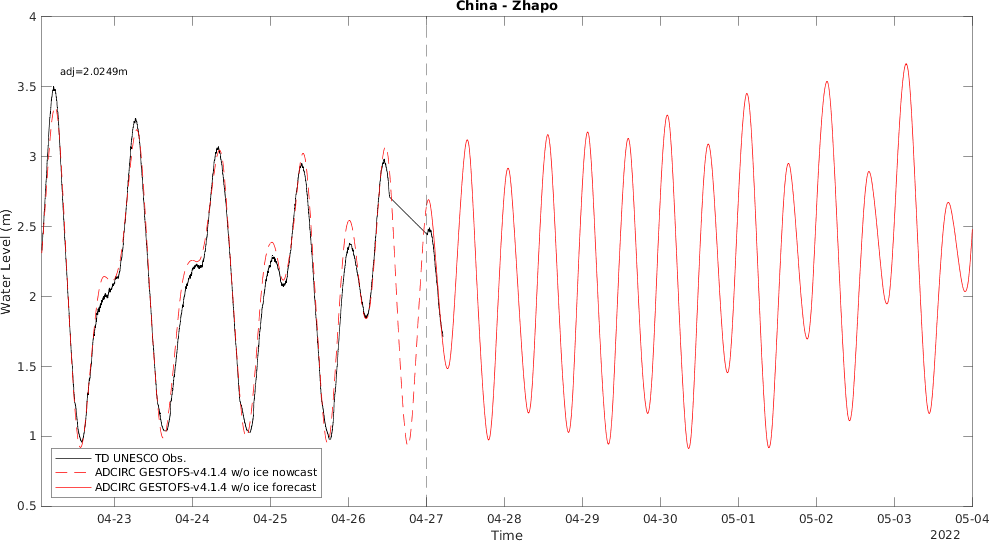 China - Zhapo
adj=2.0249m
4
3.5
3
2.5
2
1.5
1
0.5
Water Level (m)
TD UNESCO Obs.
ADCIRC GESTOFS-v4.1.4 w/o ice nowcast
ADCIRC GESTOFS-v4.1.4 w/o ice forecast
04-23 04-24 04-25 04-26 04-27 04-28 04-29 04-30 05-01 05-02 05-03 05-04
Time
2022